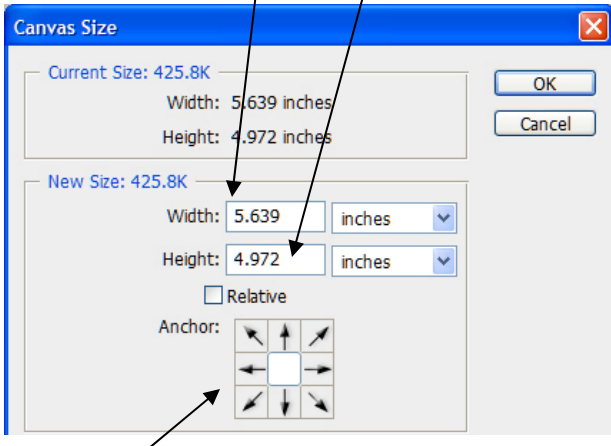 Canvas Size
Current Size: 425.8K
Width: 5.639 inches
Height: 4.972 inches
OK
Cancel
New Size: 425.8K
Width: 5.639 inches
Height: 4.972 inches
Relative
Anchor: